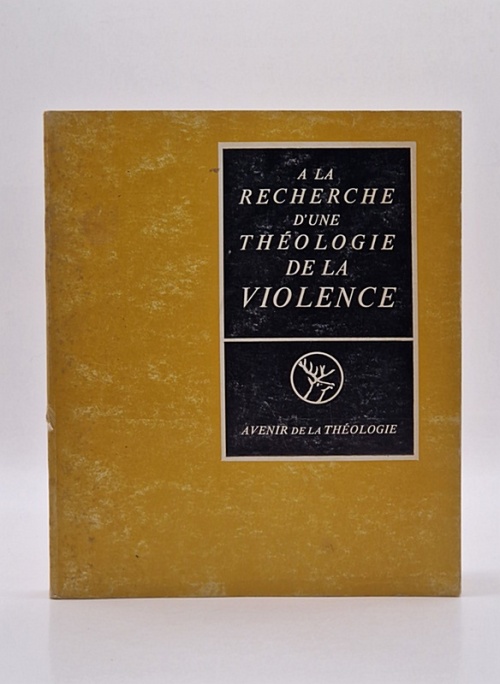 A LA
RECHERCHE
D'UNE
THÉOLOGIE
DE LA
VIOLENCE
AVENIR DE LA THÉOLOGIE